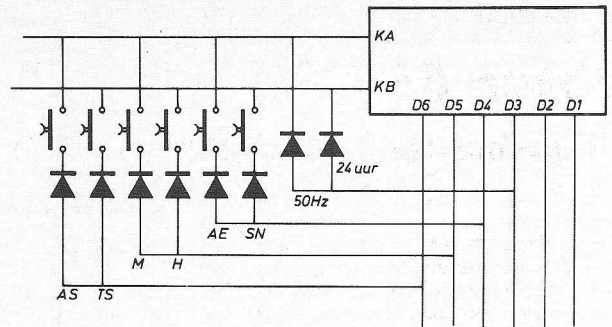 KA
KB
D6 D5 D4 D3 D2 D1
24 uur
50Hz
AE SN
M H
AS TS